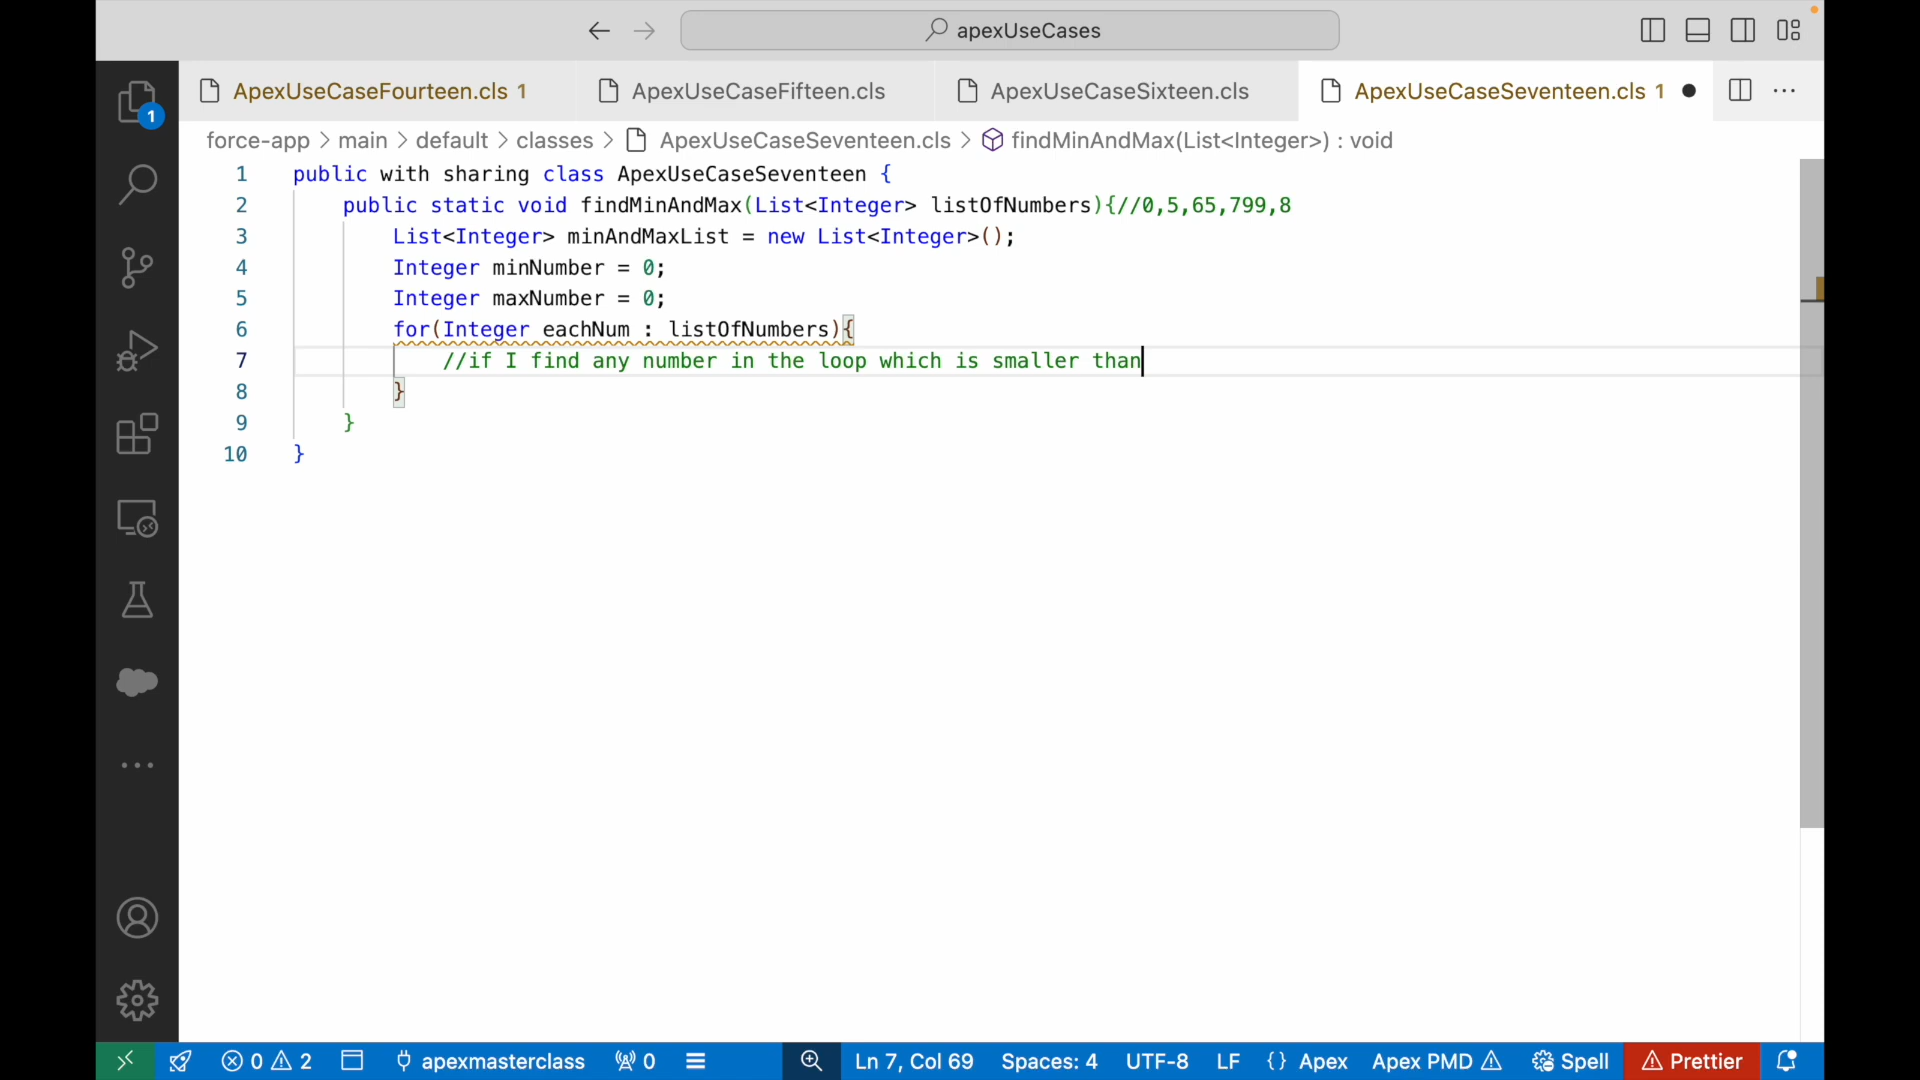 apexUseCases
ApexUseCaseFourteen.cls 1 ApexUseCaseFifteen.cls ApexUseCaseSixteen.cls ApexUseCaseSeventeen.cls 1
force-app > main > default > classes > ApexUseCaseSeventeen.cls > findMinAndMax(List<Integer>) : void
1
1 public with sharing class ApexUseCaseSeventeen {
2 public static void findMinAndMax(List<Integer> listOfNumbers){//0,5,65,799,8
3 List<Integer> minAndMaxList = new List<Integer>();
4 Integer minNumber = 0;
5 Integer maxNumber = 0;
6 for(Integer eachNum : listOfNumbers){
7 //if I find any number in the loop which is smaller than
8 }
9 }
10 }
0 2 apexmasterclass 0 Ln 7, Col 69 Spaces: 4 UTF-8 LF {} Apex Apex PMD Spell Prettier